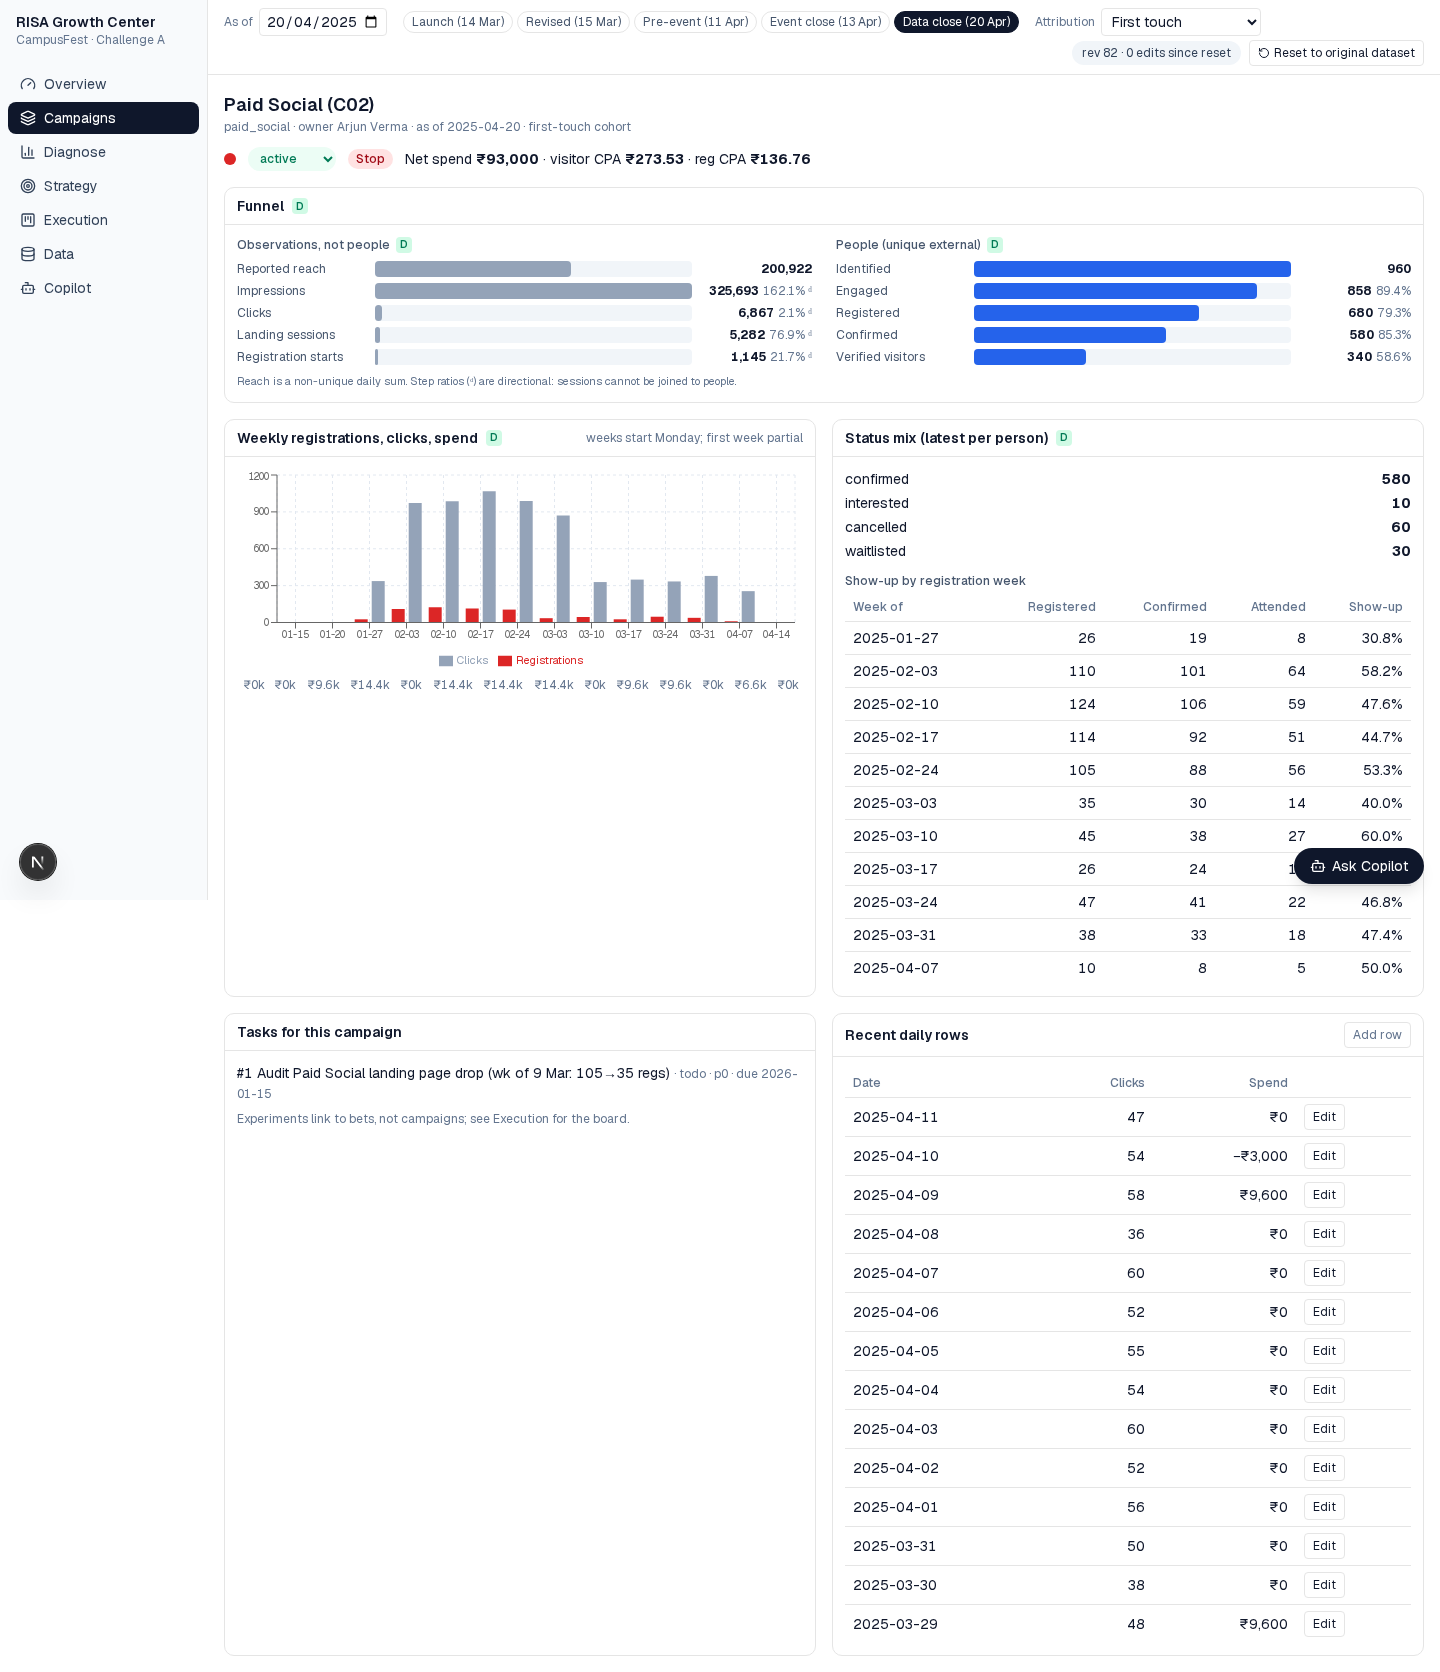 RISA Growth Center
CampusFest · Challenge A
Overview
Campaigns
Diagnose
Strategy
Execution
Data
Copilot
As of 20/04/2025 Launch (14 Mar) Revised (15 Mar) Pre-event (11 Apr) Event close (13 Apr) Data close (20 Apr) Attribution First touch
rev 82 · 0 edits since reset Reset to original dataset
Paid Social (C02)
paid_social · owner Arjun Verma · as of 2025-04-20 · first-touch cohort
active Stop Net spend ₹93,000 · visitor CPA ₹273.53 · reg CPA ₹136.76
Funnel D
Observations, not people D
Reported reach 200,922
Impressions 325,693 162.1% d
Clicks 6,867 2.1% d
Landing sessions 5,282 76.9% d
Registration starts 1,145 21.7% d
Reach is a non-unique daily sum. Step ratios (d) are directional: sessions cannot be joined to people.
People (unique external) D
Identified 960
Engaged 858 89.4%
Registered 680 79.3%
Confirmed 580 85.3%
Verified visitors 340 58.6%
Weekly registrations, clicks, spend D weeks start Monday; first week partial
1200
900
600
300
0
01-15 01-20 01-27 02-03 02-10 02-17 02-24 03-03 03-10 03-17 03-24 03-31 04-07 04-14
Clicks Registrations
₹0k ₹0k ₹9.6k ₹14.4k ₹0k ₹14.4k ₹14.4k ₹14.4k ₹0k ₹9.6k ₹9.6k ₹0k ₹6.6k ₹0k
Status mix (latest per person) D
confirmed 580
interested 10
cancelled 60
waitlisted 30
Show-up by registration week
Week of Registered Confirmed Attended Show-up
2025-01-27 26 19 8 30.8%
2025-02-03 110 101 64 58.2%
2025-02-10 124 106 59 47.6%
2025-02-17 114 92 51 44.7%
2025-02-24 105 88 56 53.3%
2025-03-03 35 30 14 40.0%
2025-03-10 45 38 27 60.0%
2025-03-17 26 24
Ask Copilot
2025-03-24 47 41 22 46.8%
2025-03-31 38 33 18 47.4%
2025-04-07 10 8 5 50.0%
Tasks for this campaign
#1 Audit Paid Social landing page drop (wk of 9 Mar: 105→35 regs) · todo · p0 · due 2026-
01-15
Experiments link to bets, not campaigns; see Execution for the board.
Recent daily rows Add row
Date Clicks Spend
2025-04-11 47 ₹0 Edit
2025-04-10 54 −₹3,000 Edit
2025-04-09 58 ₹9,600 Edit
2025-04-08 36 ₹0 Edit
2025-04-07 60 ₹0 Edit
2025-04-06 52 ₹0 Edit
2025-04-05 55 ₹0 Edit
2025-04-04 54 ₹0 Edit
2025-04-03 60 ₹0 Edit
2025-04-02 52 ₹0 Edit
2025-04-01 56 ₹0 Edit
2025-03-31 50 ₹0 Edit
2025-03-30 38 ₹0 Edit
2025-03-29 48 ₹9,600 Edit